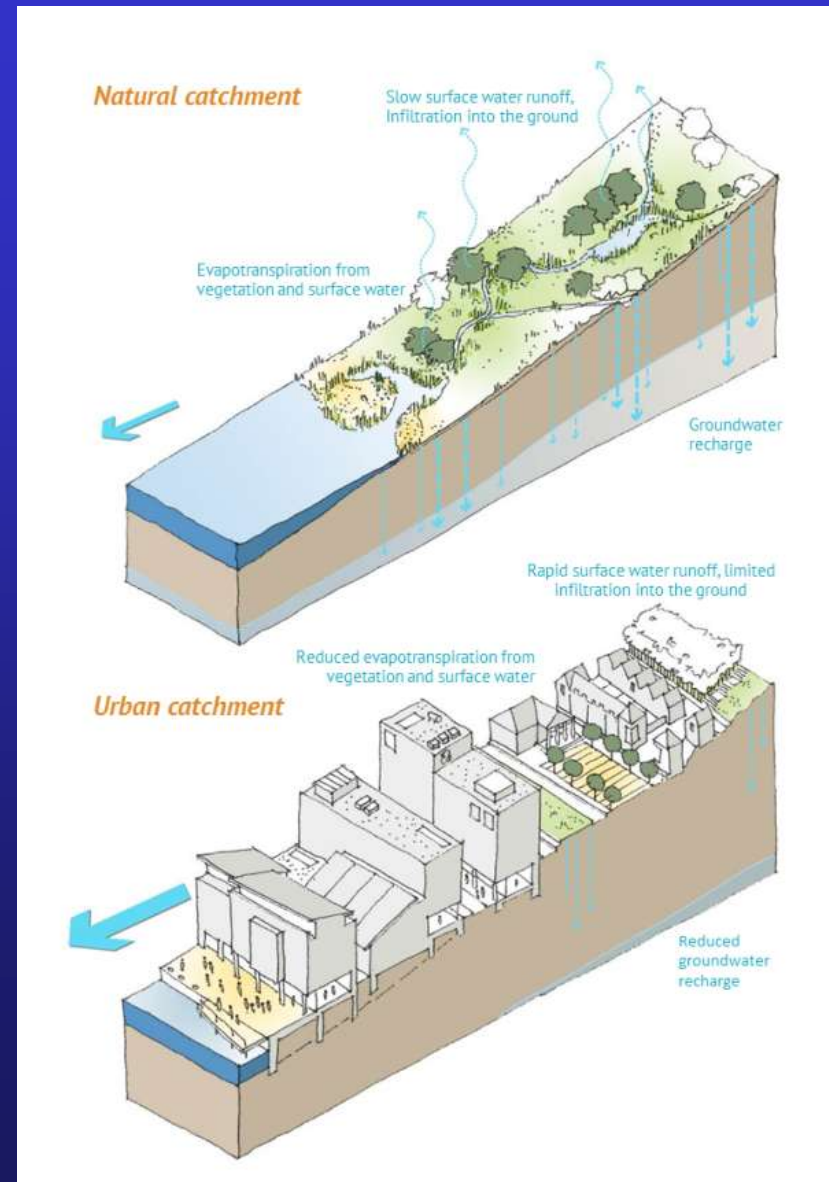 Natural catchment
Slow surface water runoff,
Infiltration into the ground
Evapotranspiration from
vegetation and surface water
Groundwater
recharge
Rapid surface water runoff, limited
infiltration into the ground
Reduced evapotranspiration from
vegetation and surface water
Urban catchment
Reduced
groundwater
recharge